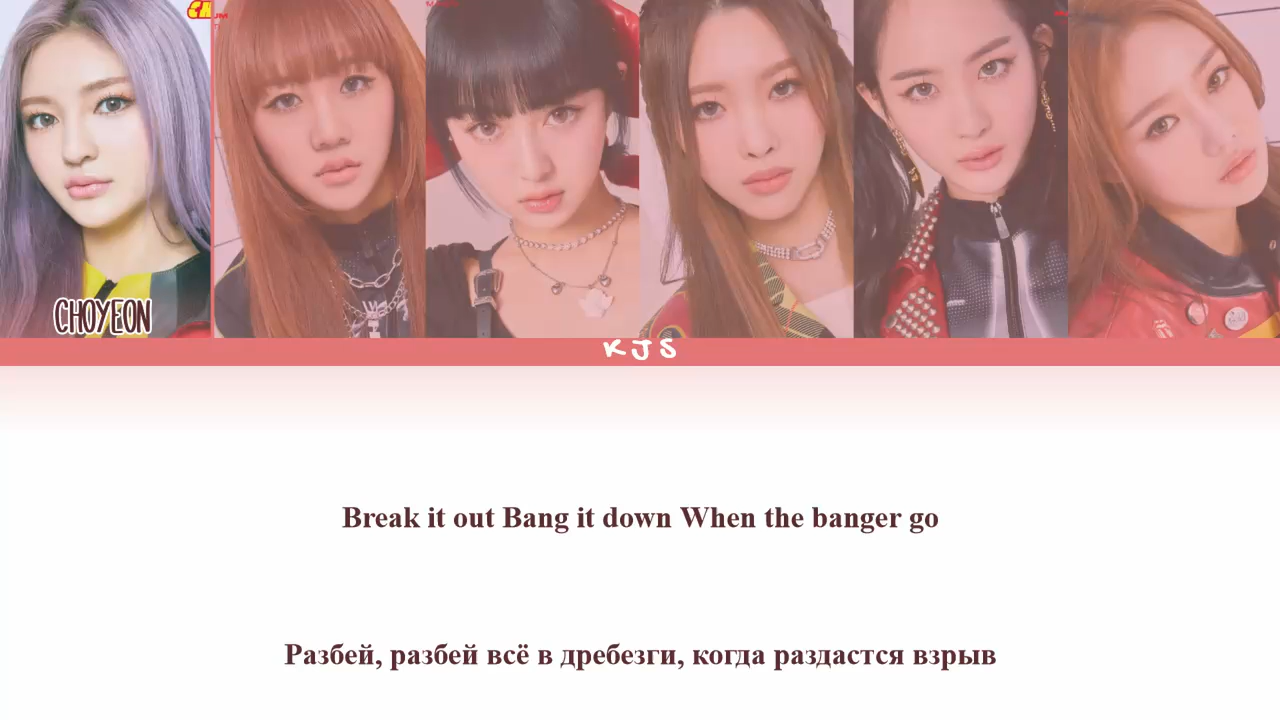 CHOYEON
KJS
Break it out Bang it down When the banger go
Разбей, разбей всё в дребезги, когда раздастся взрыв